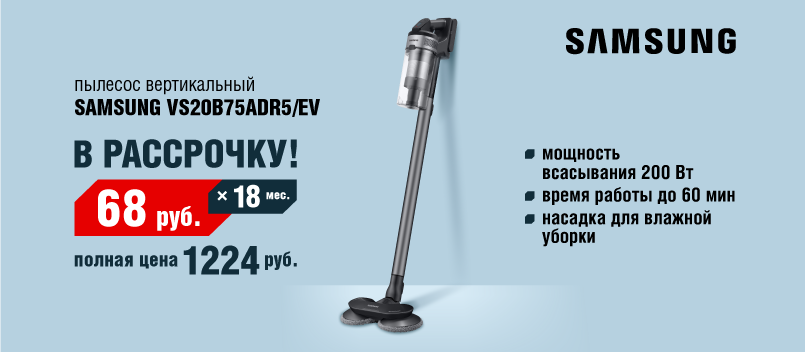 SAMSUNG
пылесос вертикальный
SAMSUNG VS20B75ADR5/EV
В РАССРОЧКУ!
68 руб. × 18 мес.
полная цена 1224 руб.
мощность
всасывания 200 Вт
время работы до 60 мин
насадка для влажной
уборки